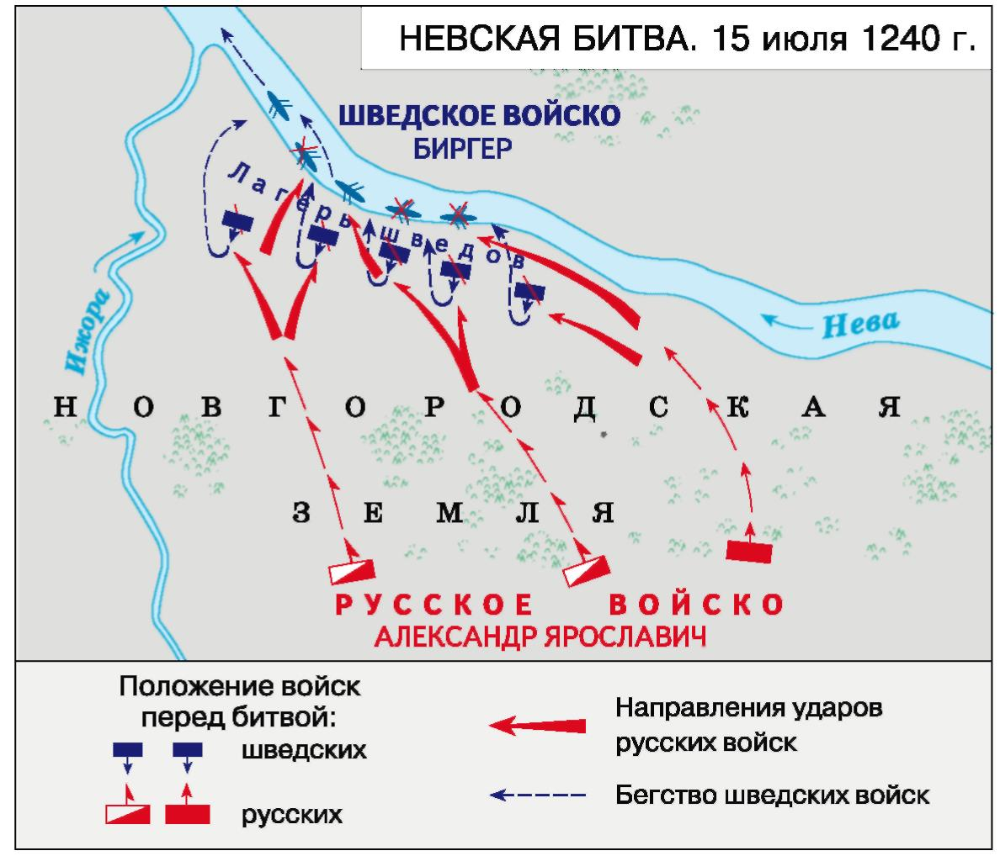 НЕВСКАЯ БИТВА. 15 июля 1240 г.
ШВЕДСКОЕ ВОЙСКО
БИРГЕР
Лагерь шведов
Ижора
Нева
НОВГОРОДСКАЯ
ЗЕМЛЯ
РУССКОЕ ВОЙСКО
АЛЕКСАНДР ЯРОСЛАВИЧ
Положение войск
перед битвой:
шведских
русских
Направления ударов
русских войск
Бегство шведских войск